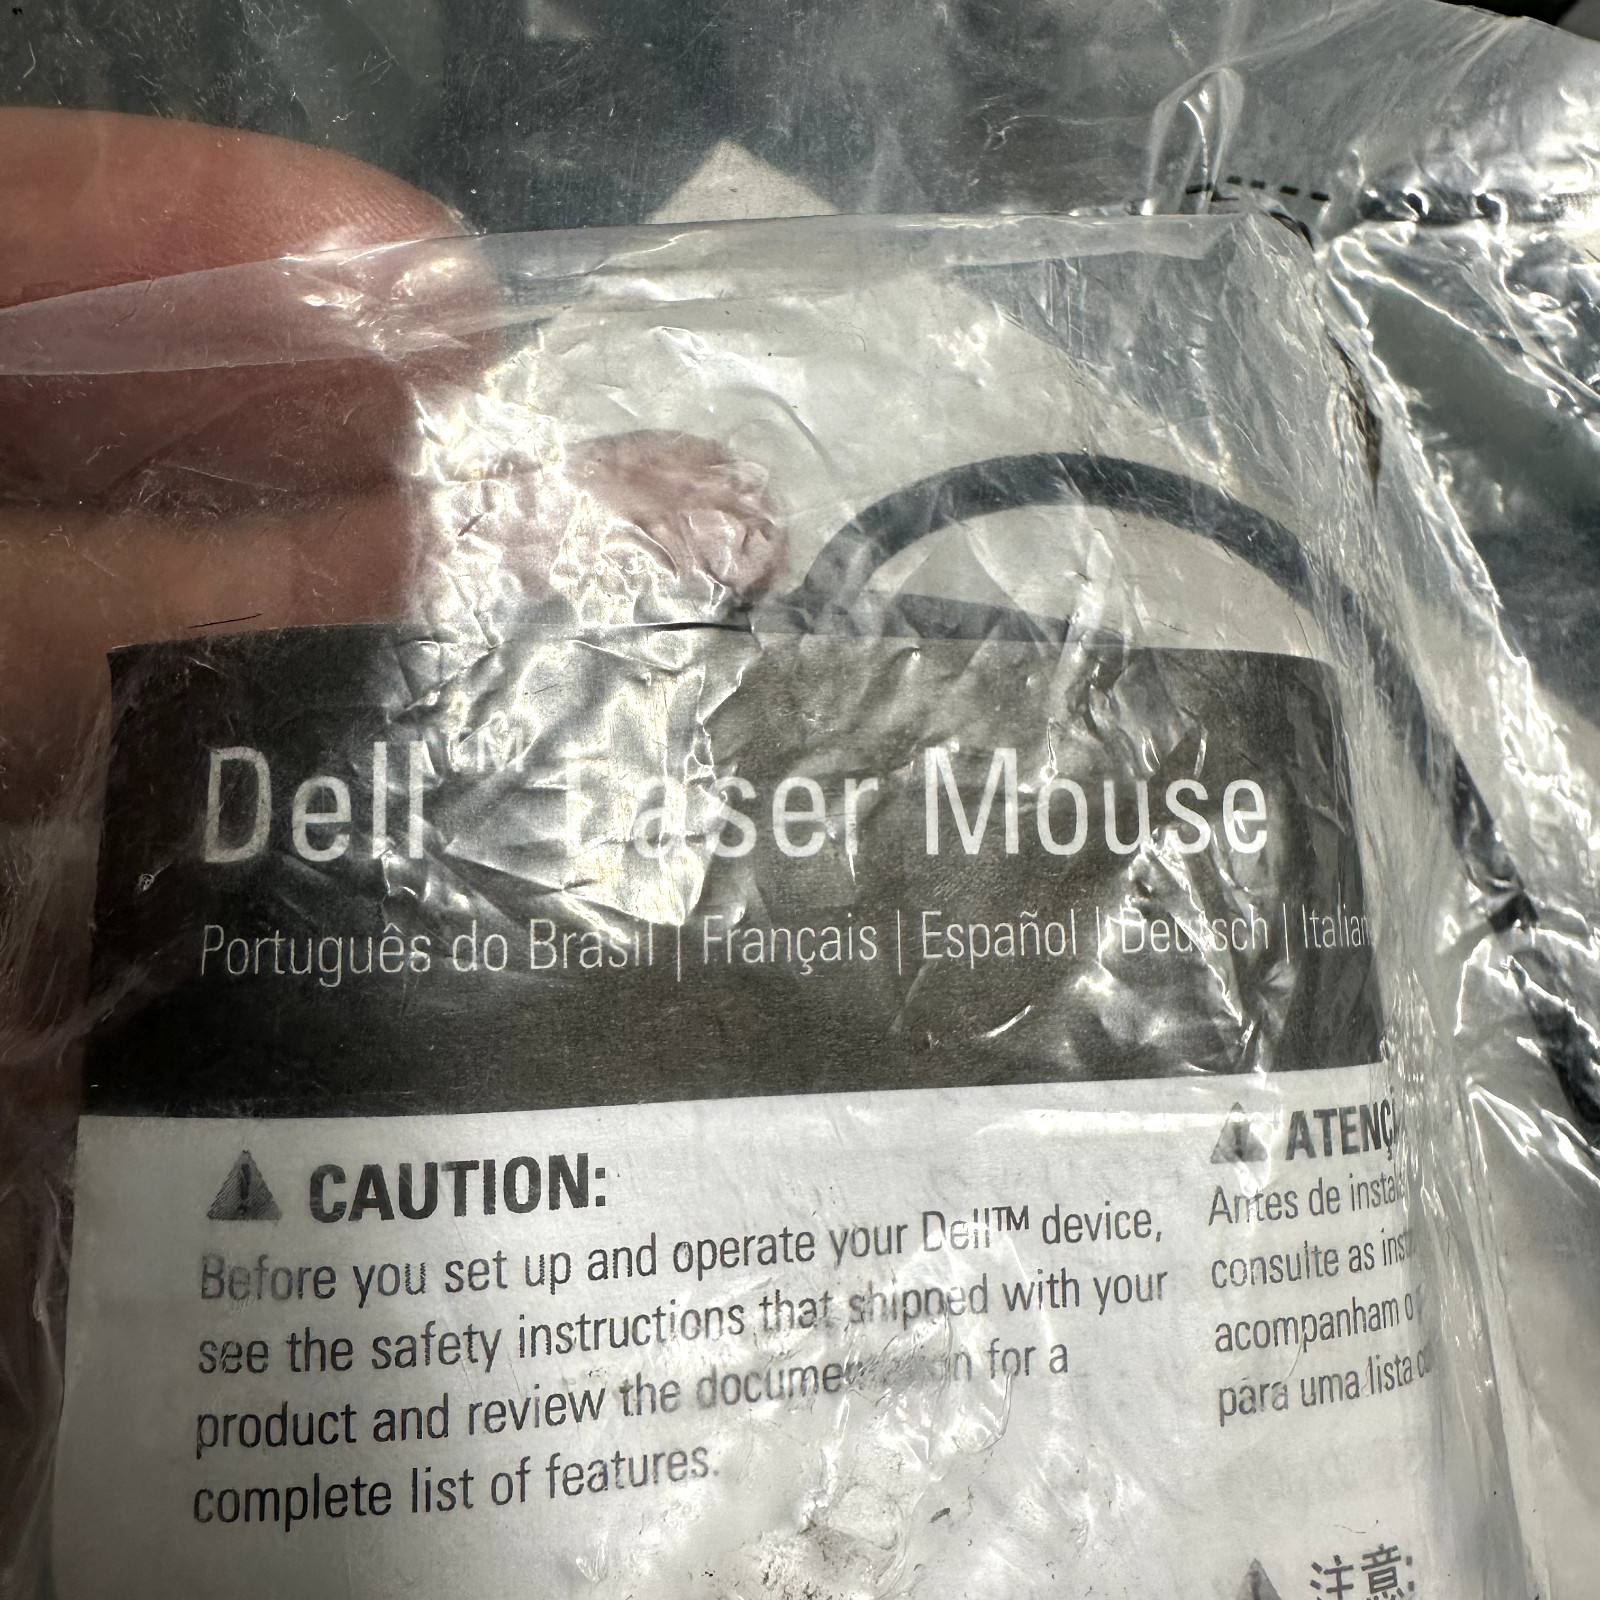 Dell™ Laser Mouse
Português do Brasil | Français | Español | Deutsch | Italian
CAUTION:
Before you set up and operate your Dell™ device,
see the safety instructions that shipped with your
product and review the for a
complete list of features.
ATENÇ
Antes de insta
consulte as ins
acompanham o
para uma lista
注意: